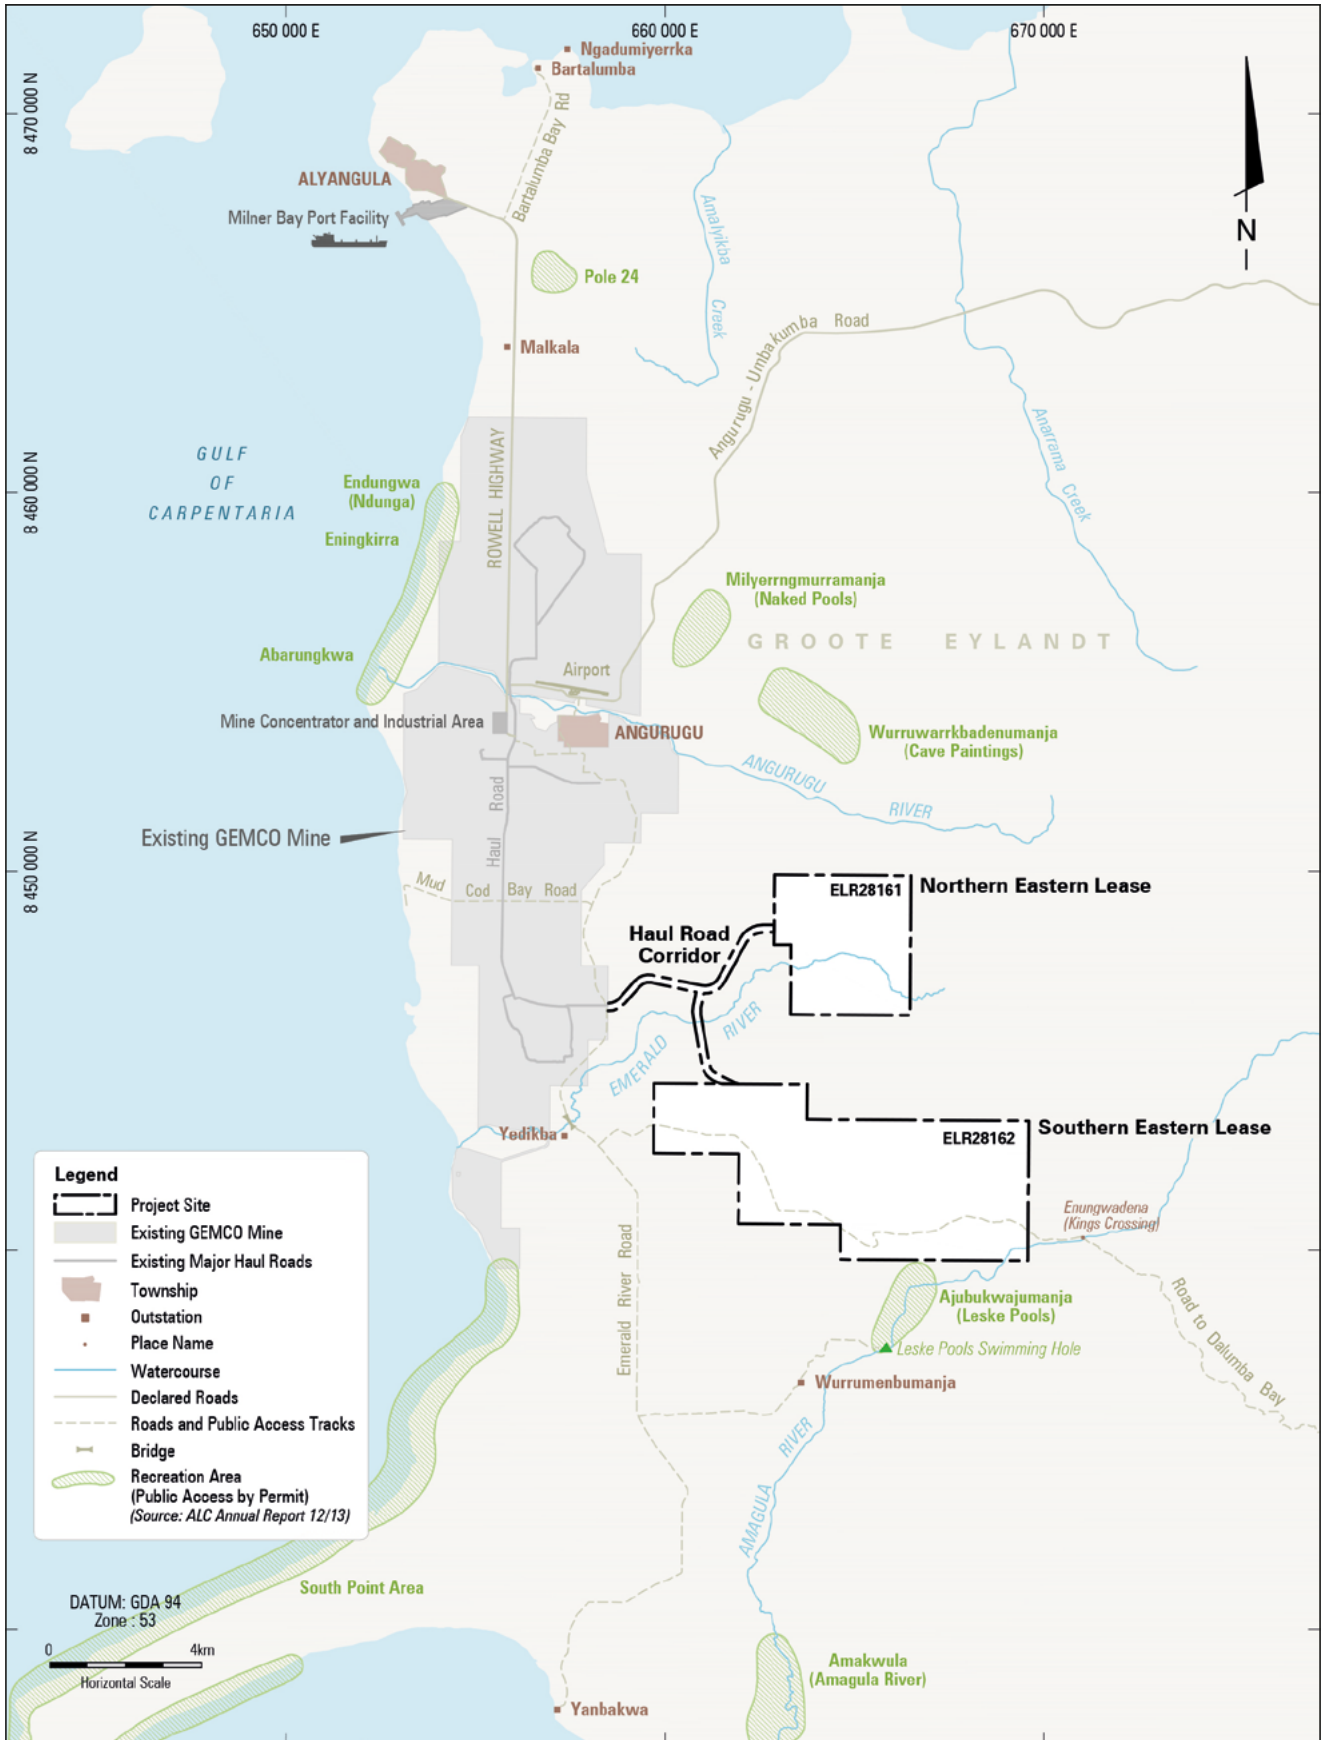 650 000 E
660 000 E
670 000 E
8 470 000 N
8 460 000 N
8 450 000 N
Ngadumiyerrka
Bartalumba
Bartalumba Bay Rd
ALYANGULA
Milner Bay Port Facility
Pole 24
Malkala
Amalyikba
Creek
N
Angurugu - Umbakumba Road
Anarrama Creek
GULF
OF
CARPENTARIA
ROWELL HIGHWAY
Endungwa
(Ndunga)
Eningkirra
Abarungkwa
Milyerrngmurramanja
(Naked Pools)
GROOTE EYLANDT
Airport
Mine Concentrator and Industrial Area
ANGURUGU
Wurruwarrkbadenumanja
(Cave Paintings)
ANGURUGU
RIVER
Haul Road
Existing GEMCO Mine
Mud Cod Bay Road
ELR28161
Northern Eastern Lease
Haul Road
Corridor
EMERALD
RIVER
Yedikba
ELR28162
Southern Eastern Lease
Enungwadena
(Kings Crossing)
Emerald River Road
Ajubukwajumanja
(Leske Pools)
Leske Pools Swimming Hole
Road to Dalumba Bay
Wurrumenbumanja
AMAGULA
RIVER
Legend
Project Site
Existing GEMCO Mine
Existing Major Haul Roads
Township
Outstation
Place Name
Watercourse
Declared Roads
Roads and Public Access Tracks
Bridge
Recreation Area
(Public Access by Permit)
(Source: ALC Annual Report 12/13)
South Point Area
DATUM: GDA 94
Zone : 53
0
4km
Horizontal Scale
Amakwula
(Amagula River)
Yanbakwa